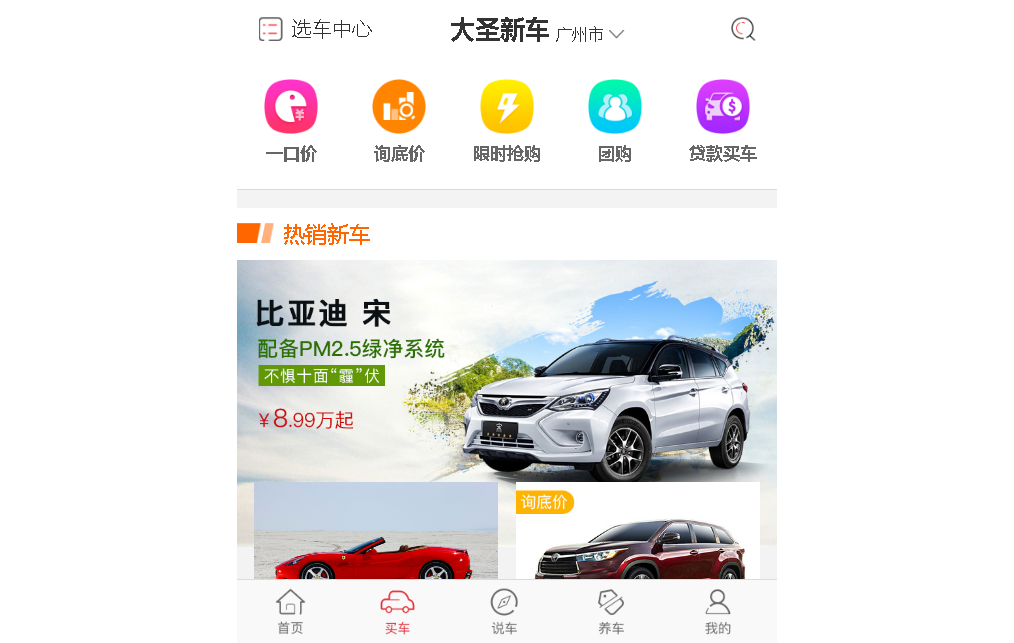 选车中心
大圣新车 广州市
一口价 询底价 限时抢购 团购 贷款买车
热销新车
比亚迪 宋
配备PM2.5绿净系统
不惧十面“霾”伏
¥8.99万起
询底价
首页 买车 说车 养车 我的